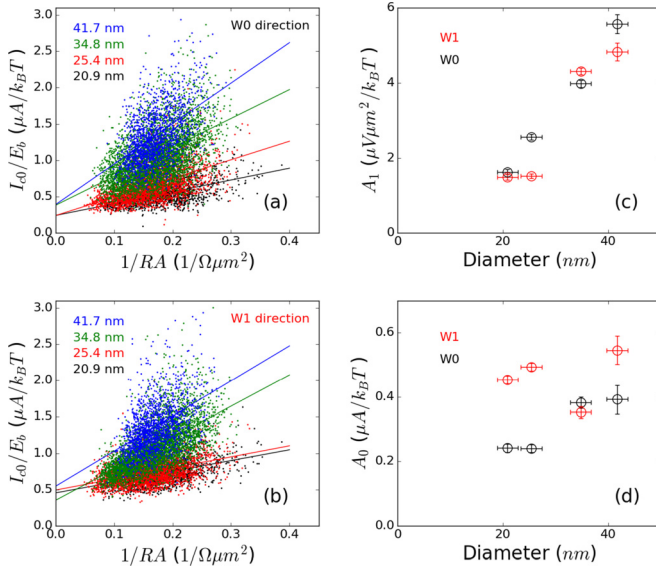 3.0
2.5
2.0
1.5
1.0
0.5
0.0
I_{c0}/E_b (μA/k_BT)
41.7 nm
34.8 nm
25.4 nm
20.9 nm
W0 direction
(a)
0.0 0.1 0.2 0.3 0.4
1/RA (1/Ωμm²)
6
4
2
0
A_1 (μVμm²/k_BT)
W1
W0
(c)
0 20 40
Diameter (nm)
3.0
2.5
2.0
1.5
1.0
0.5
0.0
I_{c0}/E_b (μA/k_BT)
41.7 nm
34.8 nm
25.4 nm
20.9 nm
W1 direction
(b)
0.0 0.1 0.2 0.3 0.4
1/RA (1/Ωμm²)
0.6
0.4
0.2
0.0
A_0 (μA/k_BT)
W1
W0
(d)
0 20 40
Diameter (nm)